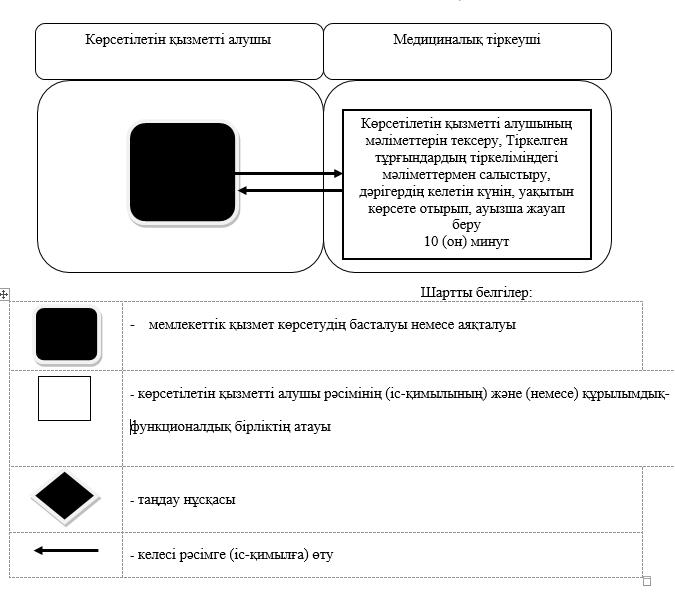 Көрсетілетін қызметті алушы
Медициналық тіркеуші
Көрсетілетін қызметті алушының
мәліметтерін тексеру, Тіркелген
тұрғындардың тіркеліміндегі
мәліметтермен салыстыру,
дәрігердің келетін күнін, уақытын
көрсете отырып, ауызша жауап
беру
10 (он) минут
Шартты белгілер:
- мемлекеттік қызмет көрсетудің басталуы немесе аяқталуы
- көрсетілетін қызметті алушы рәсімінің (іс-қимылының) және (немесе) құрылымдық-
функционалдық бірліктің атауы
- таңдау нұсқасы
- келесі рәсімге (іс-қимылға) өту